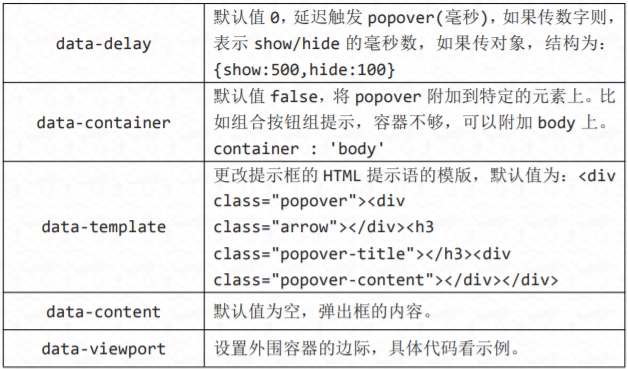 data-delay
默认值 0，延迟触发 popover(毫秒)，如果传数字则，
表示 show/hide 的毫秒数，如果传对象，结构为：
{show:500,hide:100}
data-container
默认值 false，将 popover 附加到特定的元素上。比
如组合按钮组提示，容器不够，可以附加 body 上。
container : 'body'
data-template
更改提示框的 HTML 提示语的模版，默认值为：<div
class="popover"><div
class="arrow"></div><h3
class="popover-title"></h3><div
class="popover-content"></div></div>
data-content
默认值为空，弹出框的内容。
data-viewport
设置外围容器的边际，具体代码看示例。